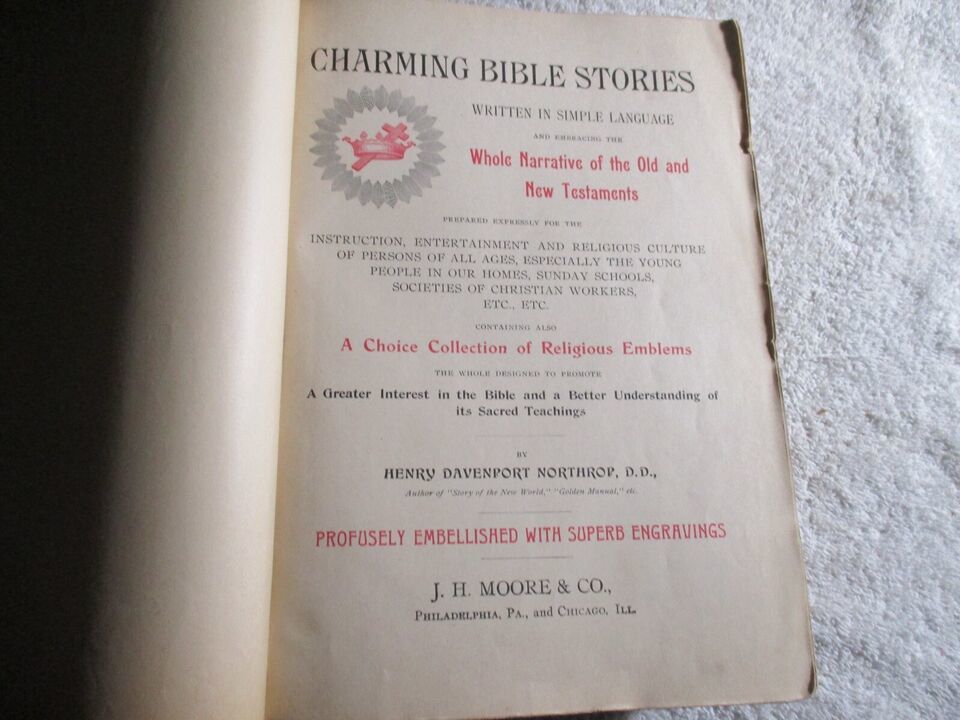 CHARMING BIBLE STORIES
WRITTEN IN SIMPLE LANGUAGE
AND EMBRACING THE
Whole Narrative of the Old and
New Testaments
PREPARED EXPRESSLY FOR THE
INSTRUCTION, ENTERTAINMENT AND RELIGIOUS CULTURE
OF PERSONS OF ALL AGES, ESPECIALLY THE YOUNG
PEOPLE IN OUR HOMES, SUNDAY SCHOOLS,
SOCIETIES OF CHRISTIAN WORKERS,
ETC., ETC.
CONTAINING ALSO
A Choice Collection of Religious Emblems
THE WHOLE DESIGNED TO PROMOTE
A Greater Interest in the Bible and a Better Understanding of
its Sacred Teachings
BY
HENRY DAVENPORT NORTHROP, D.D.,
Author of "Story of the New World," "Golden Manual," etc.
PROFUSELY EMBELLISHED WITH SUPERB ENGRAVINGS
J. H. MOORE & CO.,
PHILADELPHIA, PA., and CHICAGO, ILL.